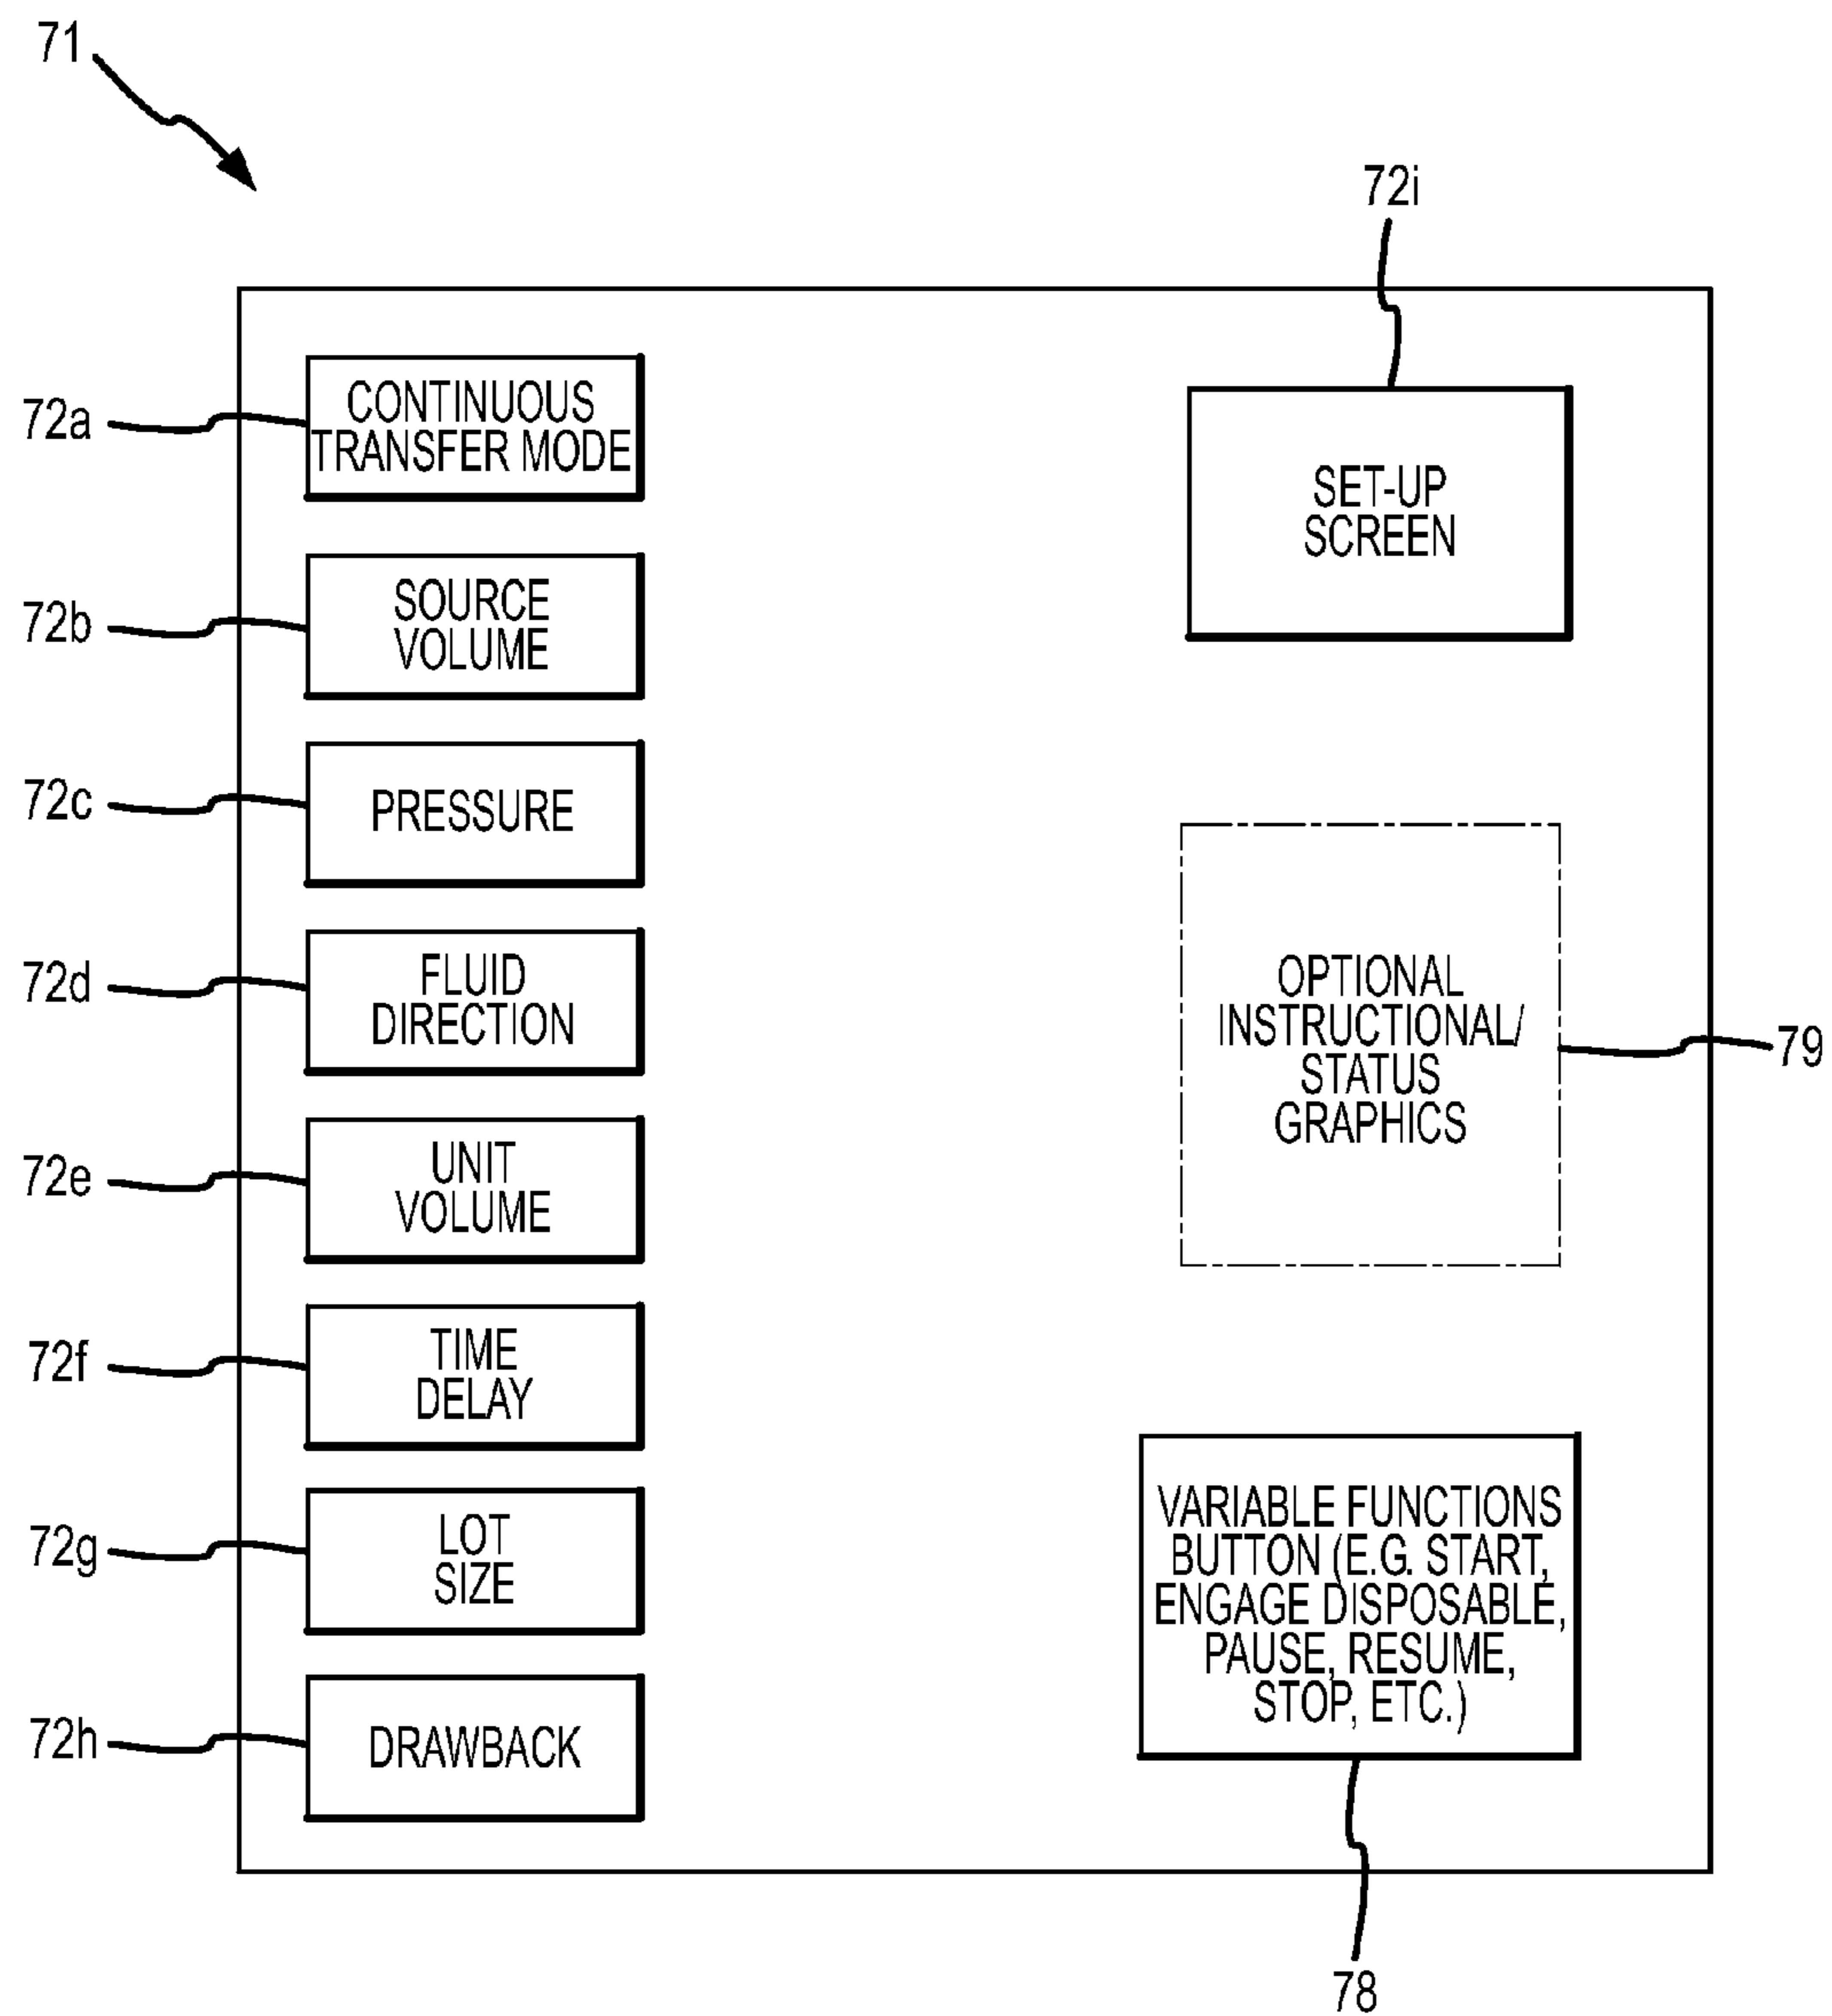 71
72i
72a
CONTINUOUS
TRANSFER MODE
SET-UP
SCREEN
72b
SOURCE
VOLUME
72c
PRESSURE
72d
FLUID
DIRECTION
OPTIONAL
INSTRUCTIONAL/
STATUS
GRAPHICS
79
72e
UNIT
VOLUME
72f
TIME
DELAY
72g
LOT
SIZE
VARIABLE FUNCTIONS
BUTTON (E.G. START,
ENGAGE DISPOSABLE,
PAUSE, RESUME,
STOP, ETC.)
72h
DRAWBACK
78